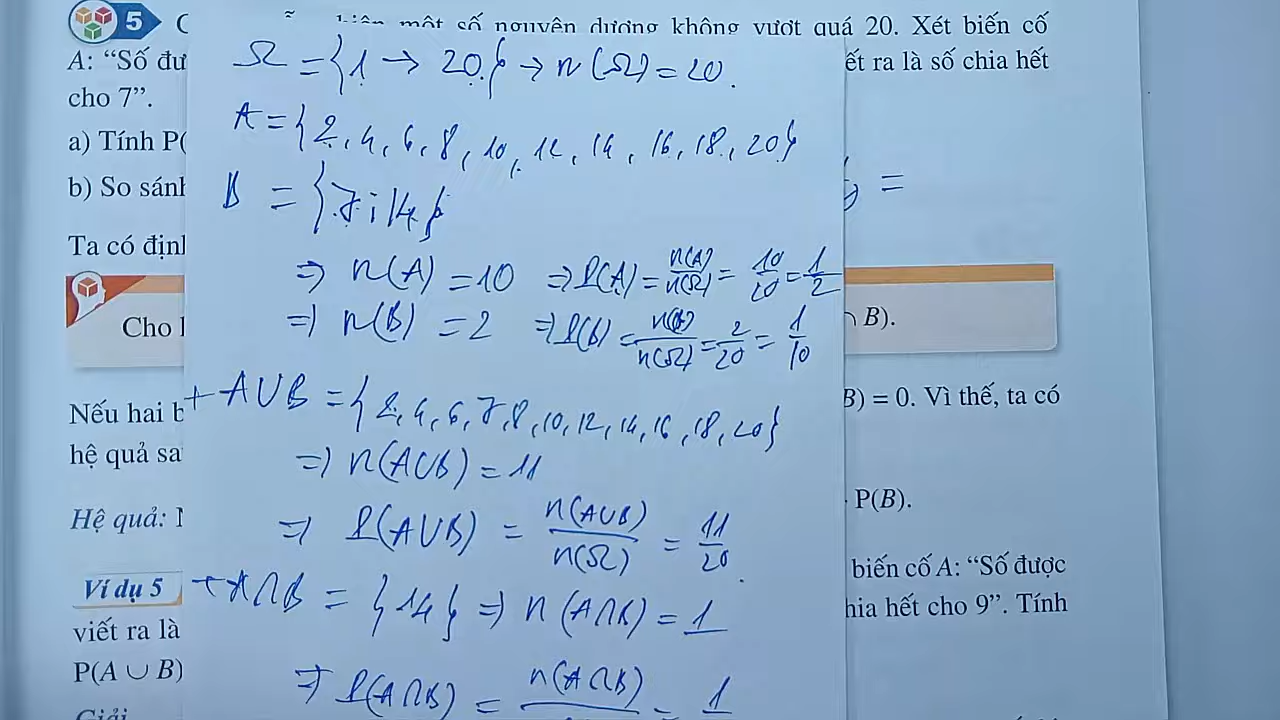 5 C kiên một số nguyên dương không vượt quá 20. Xét biến cố
A: “Số đư ết ra là số chia hết
cho 7”.
a) Tính P(
b) So sánh
Ta có địn
Cho ∩ B).
Nếu hai b B) = 0. Vì thế, ta có
hệ quả sa
Hệ quả: P(B).
Ví dụ 5 biến cố A: “Số được
viết ra là hia hết cho 9”. Tính
P(A ∪ B)
Giải
Ω = {1 → 20} → n(Ω) = 20.
A = {2, 4, 6, 8, 10, 12, 14, 16, 18, 20}
B = {7; 14}
=
⇒ n(A) = 10 ⇒ P(A) = n(A)/n(Ω) = 10/20 = 1/2
⇒ n(B) = 2 ⇒ P(B) = n(B)/n(Ω) = 2/20 = 1/10
+ A∪B = {2, 4, 6, 7, 8, 10, 12, 14, 16, 18, 20}
⇒ n(A∪B) = 11
⇒ P(A∪B) = n(A∪B)/n(Ω) = 11/20.
+ A∩B = {14} ⇒ n(A∩B) = 1
⇒ P(A∩B) = n(A∩B) = 1